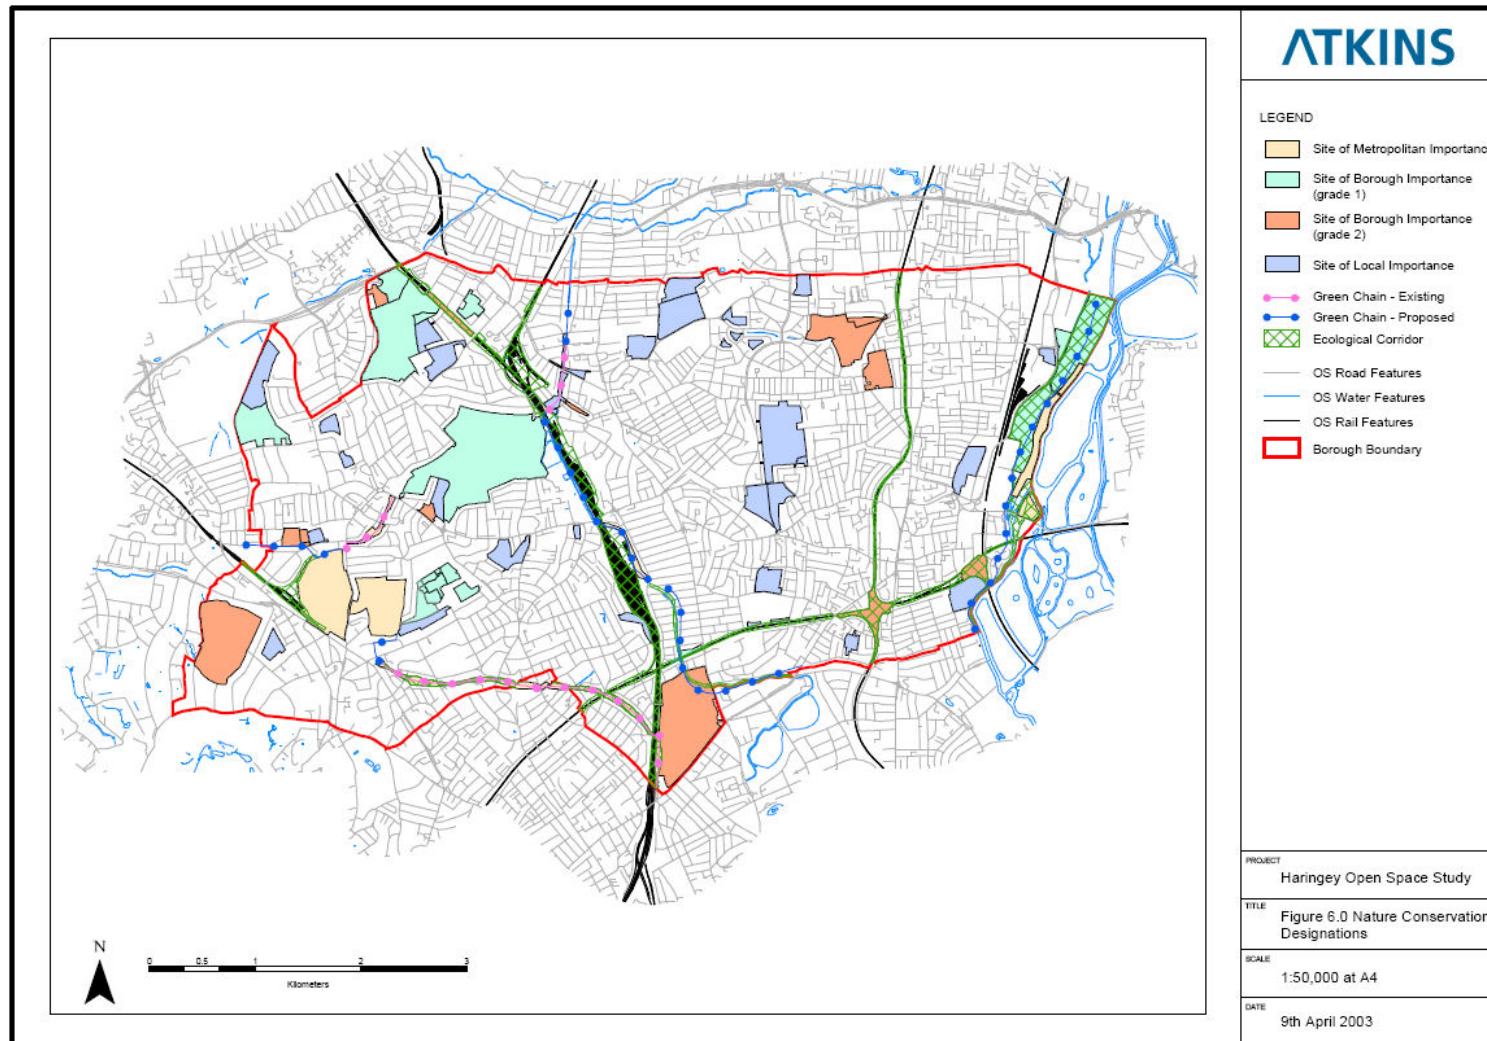 ATKINS
LEGEND
Site of Metropolitan Importanc
Site of Borough Importance
(grade 1)
Site of Borough Importance
(grade 2)
Site of Local Importance
Green Chain - Existing
Green Chain - Proposed
Ecological Corridor
OS Road Features
OS Water Features
OS Rail Features
Borough Boundary
N
0 0.5 1 2 3
Kilometers
PROJECT
Haringey Open Space Study
TITLE
Figure 6.0 Nature Conservation
Designations
SCALE
1:50,000 at A4
DATE
9th April 2003